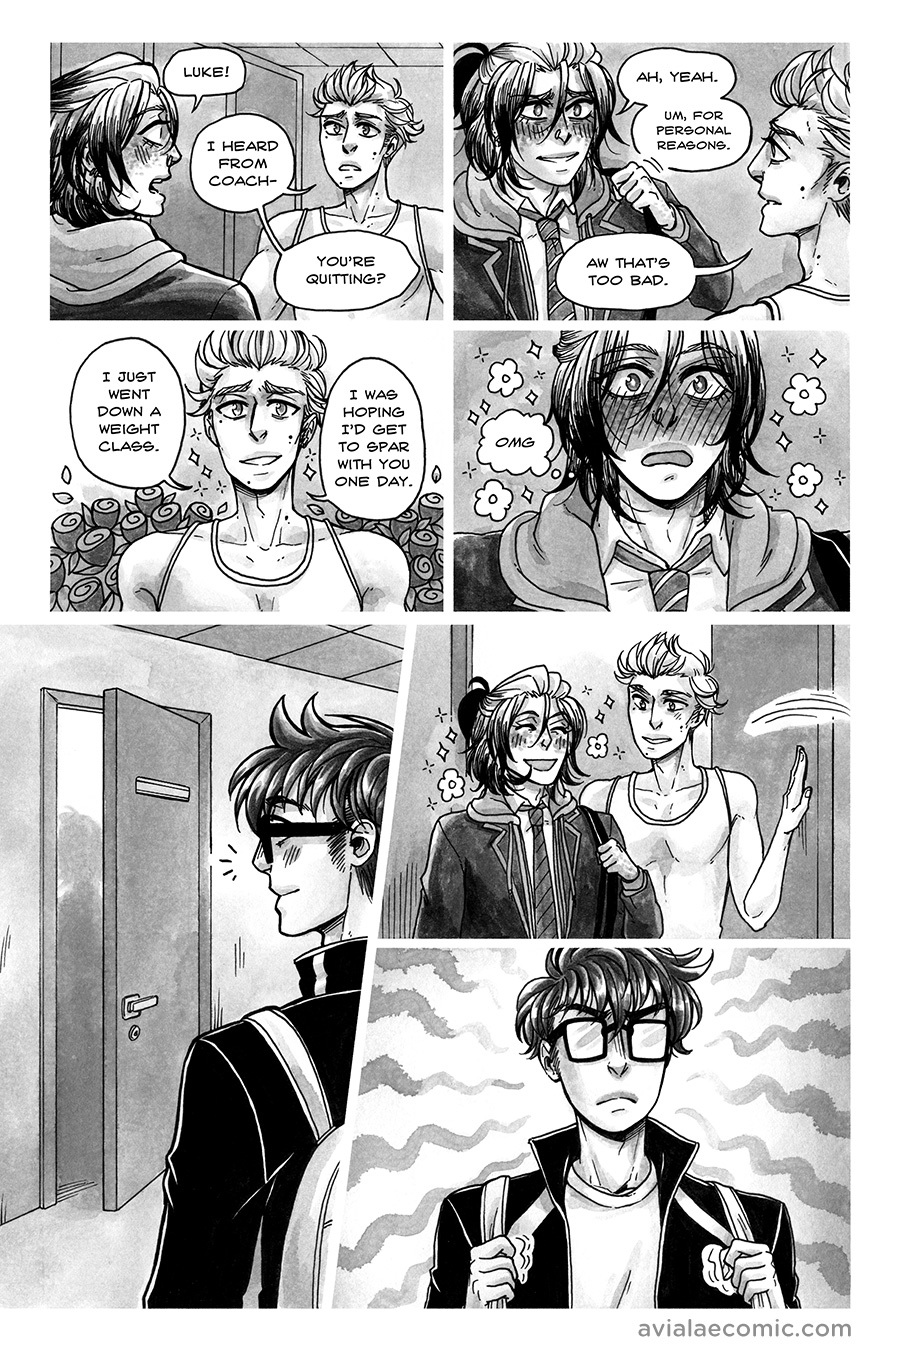 LUKE!
I HEARD
FROM
COACH-
YOU'RE
QUITTING?
AH, YEAH.
UM, FOR
PERSONAL
REASONS.
AW THAT'S
TOO BAD.
I JUST
WENT
DOWN A
WEIGHT
CLASS.
I WAS
HOPING
I'D GET
TO SPAR
WITH YOU
ONE DAY.
OMG
avialaecomic.com